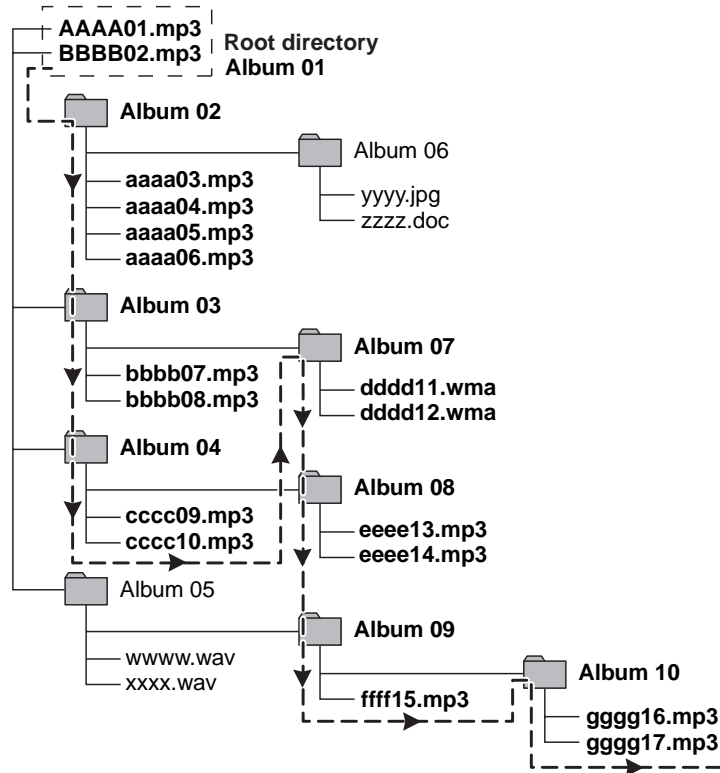 AAAA01.mp3
BBBB02.mp3
Root directory
Album 01
Album 02
Album 06
aaaa03.mp3
aaaa04.mp3
aaaa05.mp3
aaaa06.mp3
yyyy.jpg
zzzz.doc
Album 03
Album 07
bbbb07.mp3
bbbb08.mp3
dddd11.wma
dddd12.wma
Album 04
Album 08
cccc09.mp3
cccc10.mp3
eeee13.mp3
eeee14.mp3
Album 05
Album 09
wwww.wav
xxxx.wav
ffff15.mp3
Album 10
gggg16.mp3
gggg17.mp3